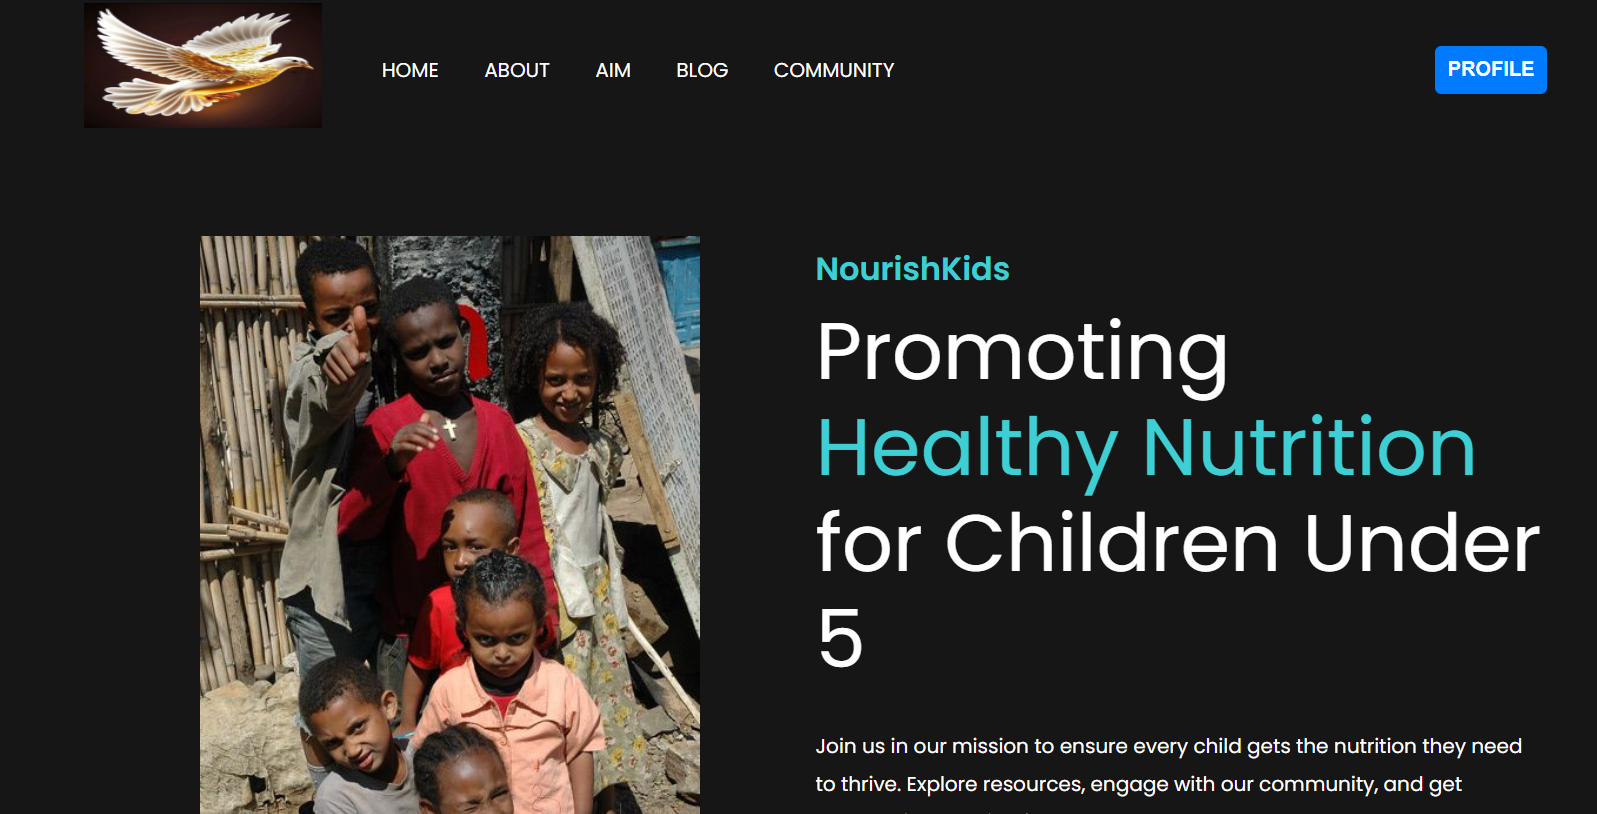 HOME ABOUT AIM BLOG COMMUNITY PROFILE
NourishKids
Promoting
Healthy Nutrition
for Children Under
5
Join us in our mission to ensure every child gets the nutrition they need
to thrive. Explore resources, engage with our community, and get